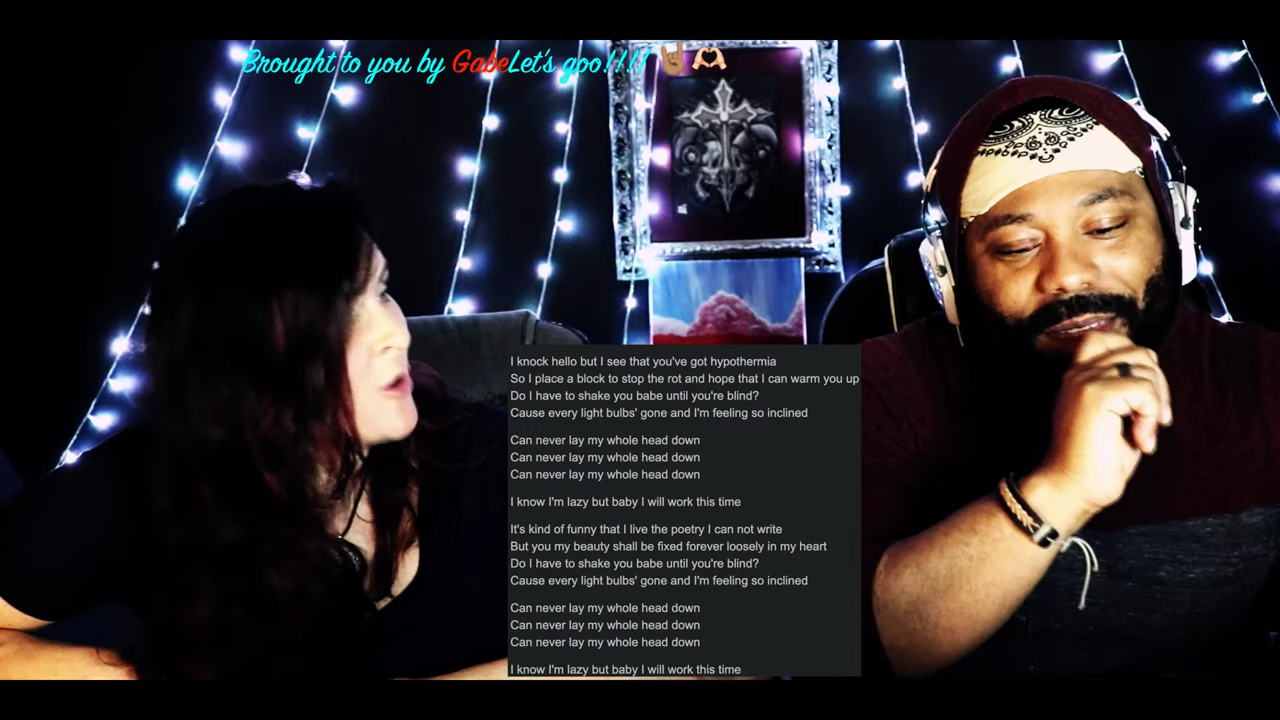 Brought to you by GabeLet's goo!!!! 🤘🏽🫶🏽
I knock hello but I see that you've got hypothermia
So I place a block to stop the rot and hope that I can warm you up
Do I have to shake you babe until you're blind?
Cause every light bulbs' gone and I'm feeling so inclined
Can never lay my whole head down
Can never lay my whole head down
Can never lay my whole head down
I know I'm lazy but baby I will work this time
It's kind of funny that I live the poetry I can not write
But you my beauty shall be fixed forever loosely in my heart
Do I have to shake you babe until you're blind?
Cause every light bulbs' gone and I'm feeling so inclined
Can never lay my whole head down
Can never lay my whole head down
Can never lay my whole head down
I know I'm lazy but baby I will work this time